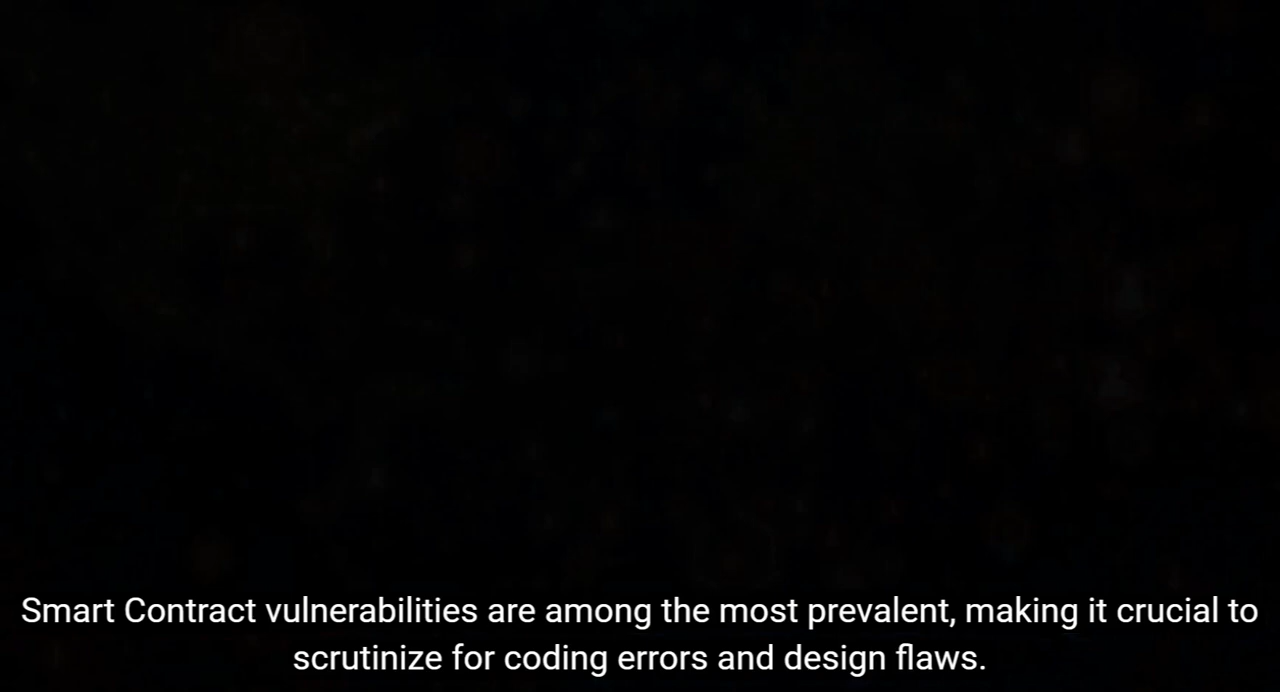 Smart Contract vulnerabilities are among the most prevalent, making it crucial to
scrutinize for coding errors and design flaws.